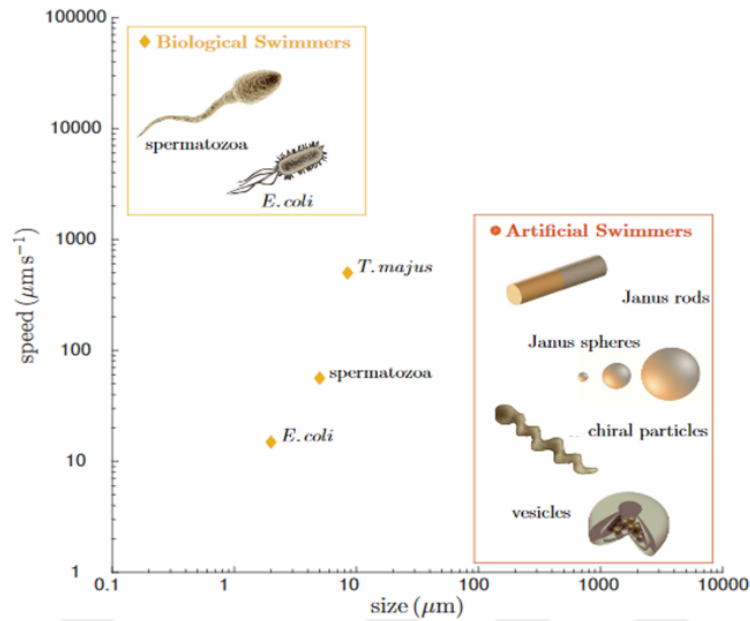 100000
10000
1000
100
10
1
speed (μm s⁻¹)
Biological Swimmers
spermatozoa
E. coli
T. majus
spermatozoa
E. coli
Artificial Swimmers
Janus rods
Janus spheres
chiral particles
vesicles
0.1
1
10
100
1000
10000
size (μm)